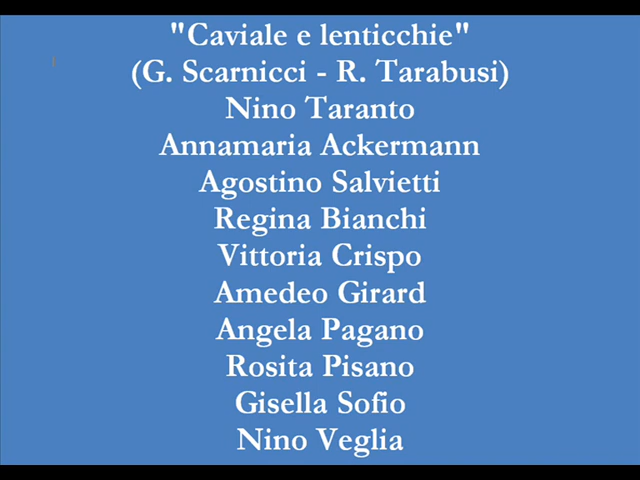 "Caviale e lenticchie"
(G. Scarnicci - R. Tarabusi)
Nino Taranto
Annamaria Ackermann
Agostino Salvietti
Regina Bianchi
Vittoria Crispo
Amedeo Girard
Angela Pagano
Rosita Pisano
Gisella Sofio
Nino Veglia